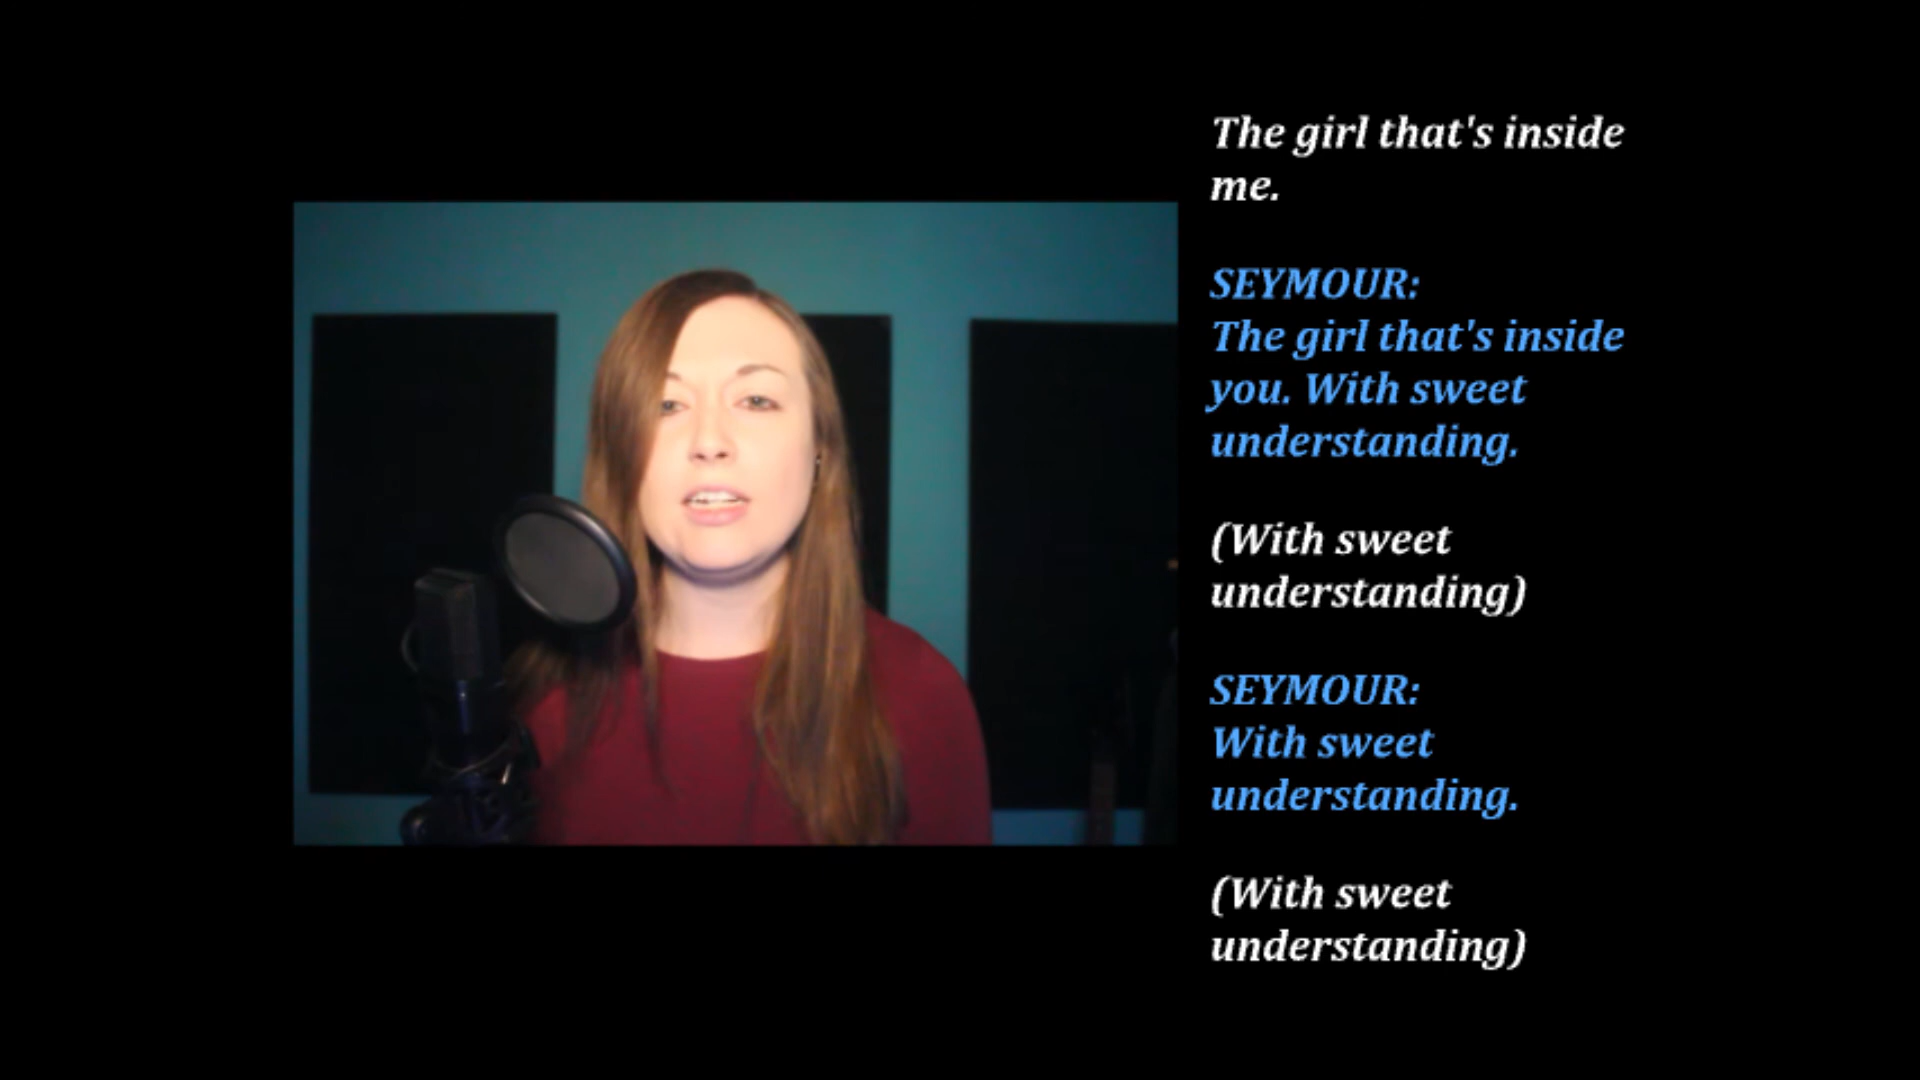 The girl that's inside
me.
SEYMOUR:
The girl that's inside
you. With sweet
understanding.
(With sweet
understanding)
SEYMOUR:
With sweet
understanding.
(With sweet
understanding)